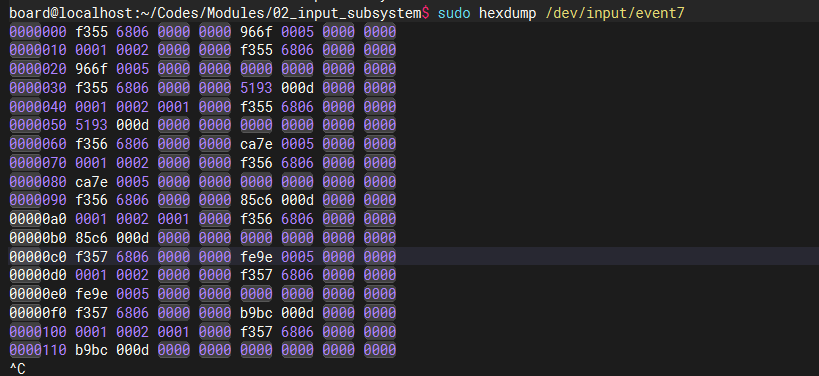 board@localhost:~/Codes/Modules/02_input_subsystem$ sudo hexdump /dev/input/event7
0000000 f355 6806 0000 0000 966f 0005 0000 0000
0000010 0001 0002 0000 0000 f355 6806 0000 0000
0000020 966f 0005 0000 0000 0000 0000 0000 0000
0000030 f355 6806 0000 0000 5193 000d 0000 0000
0000040 0001 0002 0001 0000 f355 6806 0000 0000
0000050 5193 000d 0000 0000 0000 0000 0000 0000
0000060 f356 6806 0000 0000 ca7e 0005 0000 0000
0000070 0001 0002 0000 0000 f356 6806 0000 0000
0000080 ca7e 0005 0000 0000 0000 0000 0000 0000
0000090 f356 6806 0000 0000 85c6 000d 0000 0000
00000a0 0001 0002 0001 0000 f356 6806 0000 0000
00000b0 85c6 000d 0000 0000 0000 0000 0000 0000
00000c0 f357 6806 0000 0000 fe9e 0005 0000 0000
00000d0 0001 0002 0000 0000 f357 6806 0000 0000
00000e0 fe9e 0005 0000 0000 0000 0000 0000 0000
00000f0 f357 6806 0000 0000 b9bc 000d 0000 0000
0000100 0001 0002 0001 0000 f357 6806 0000 0000
0000110 b9bc 000d 0000 0000 0000 0000 0000 0000
^C